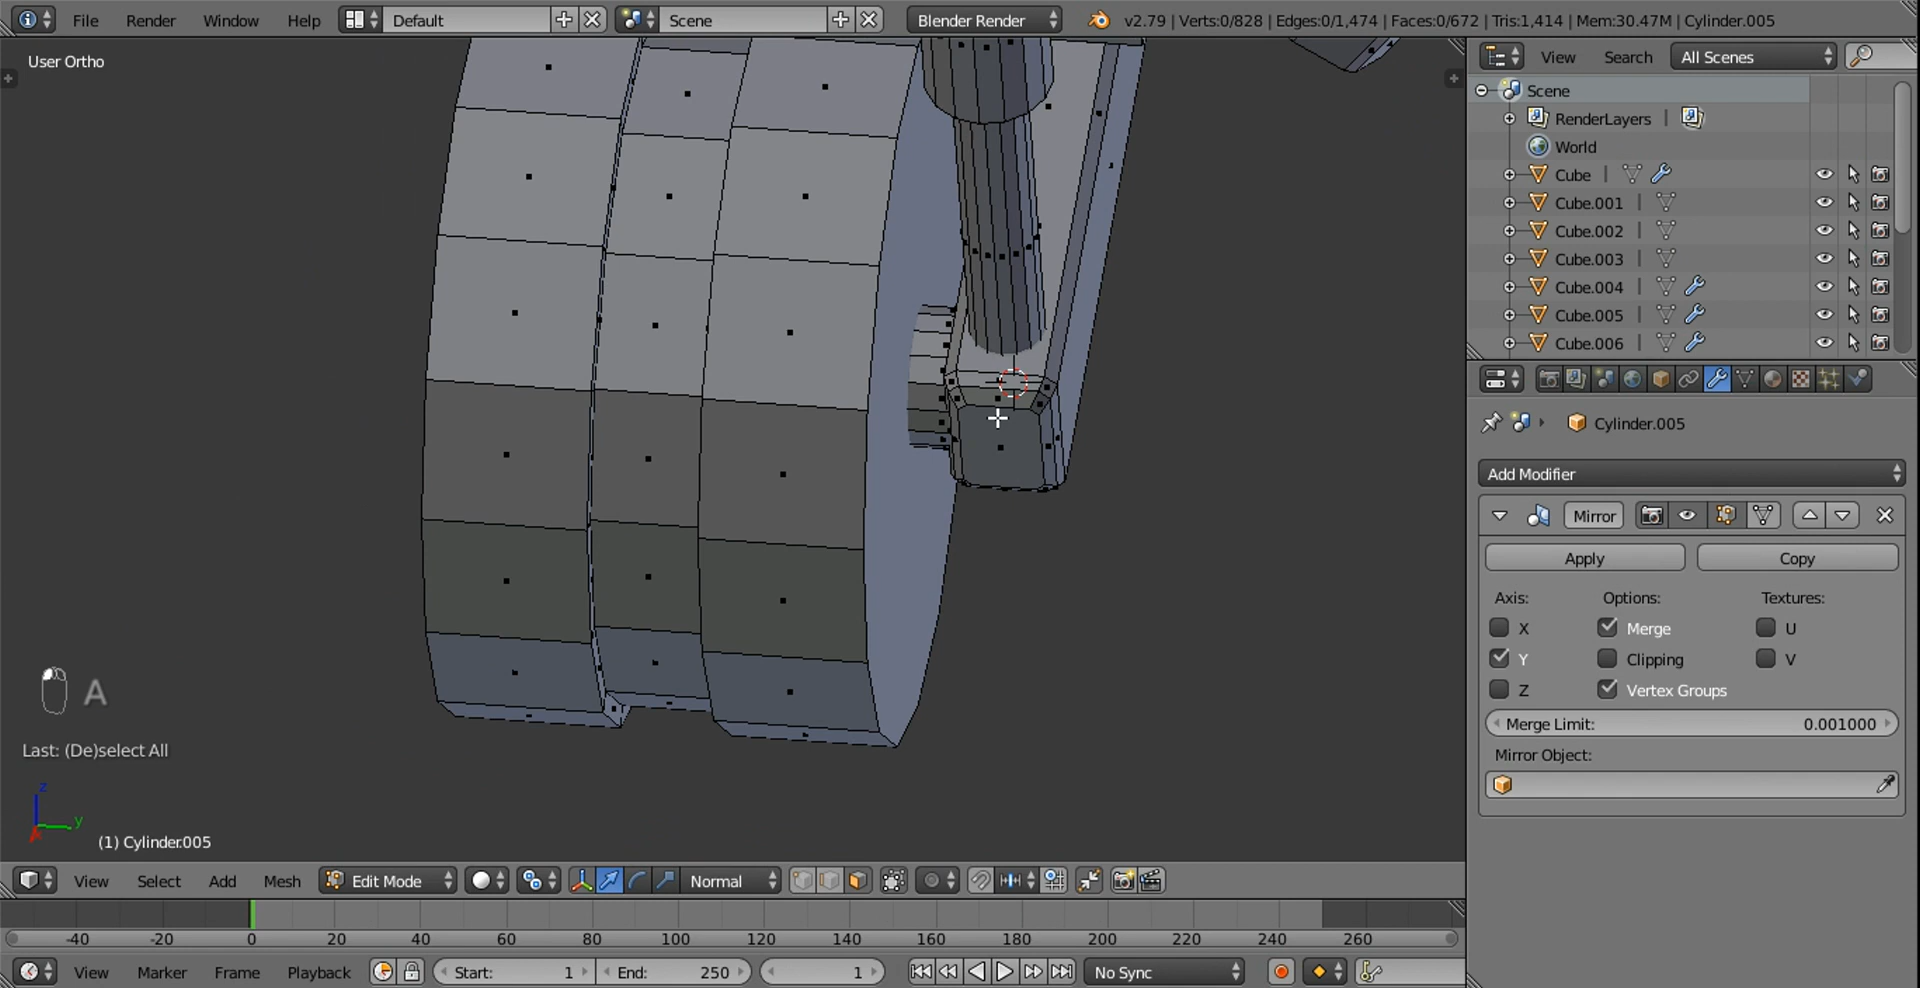 File Render Window Help Default Scene Blender Render v2.79 | Verts:0/828 | Edges:0/1,474 | Faces:0/672 | Tris:1,414 | Mem:30.47M | Cylinder.005
User Ortho
View Search All Scenes
Scene
RenderLayers
World
Cube
Cube.001
Cube.002
Cube.003
Cube.004
Cube.005
Cube.006
Cylinder.005
Add Modifier
Mirror
Apply Copy
Axis: Options: Textures:
X Merge U
Y Clipping V
Z Vertex Groups
Merge Limit: 0.001000
Mirror Object:
A
Last: (De)select All
z
y
(1) Cylinder.005
View Select Add Mesh Edit Mode Normal
-40 -20 0 20 40 60 80 100 120 140 160 180 200 220 240 260
View Marker Frame Playback Start: 1 End: 250 1 No Sync